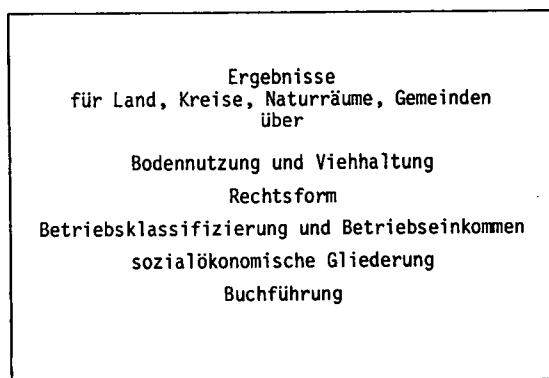 Ergebnisse
für Land, Kreise, Naturräume, Gemeinden
über
Bodennutzung und Viehhaltung
Rechtsform
Betriebsklassifizierung und Betriebseinkommen
sozialökonomische Gliederung
Buchführung